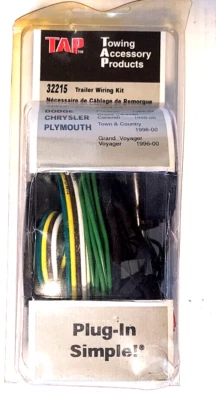 TAP
Towing
Accessory
Products
32215 Trailer Wiring Kit
Nécessaire de Câblage de Remorque
DODGE
CHRYSLER
Town & Country
PLYMOUTH
1996-00
Grand Voyager
Voyager 1996-00
Plug-In
Simple!®